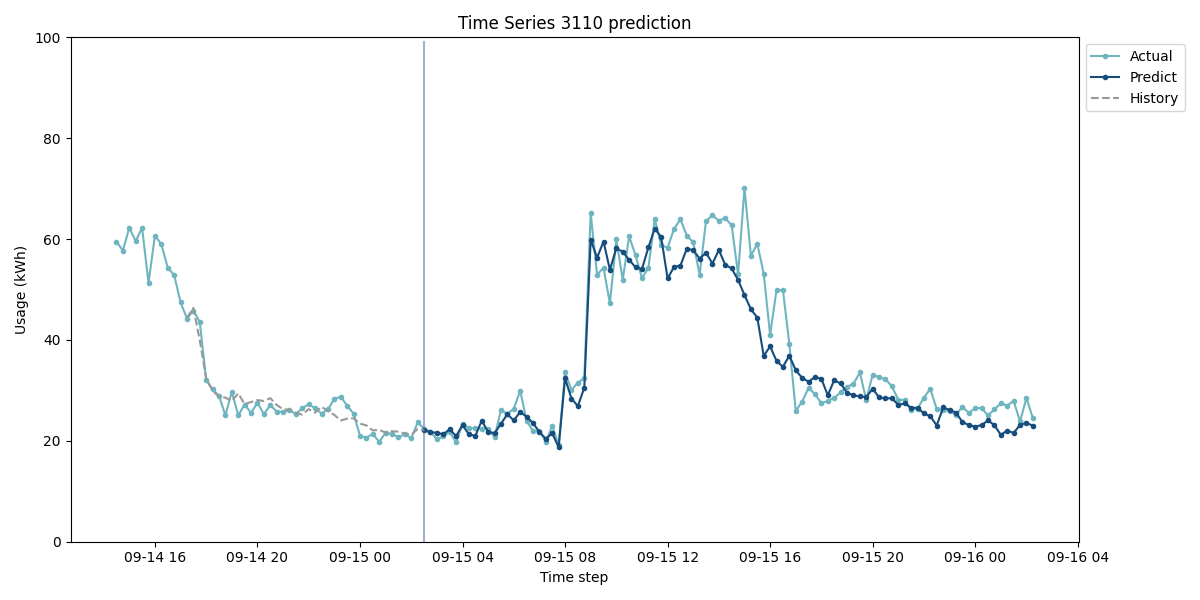 Time Series 3110 prediction
100
80
60
40
20
0
Usage (kWh)
09-14 16
09-14 20
09-15 00
09-15 04
09-15 08
09-15 12
09-15 16
09-15 20
09-16 00
09-16 04
Time step
Actual
Predict
History